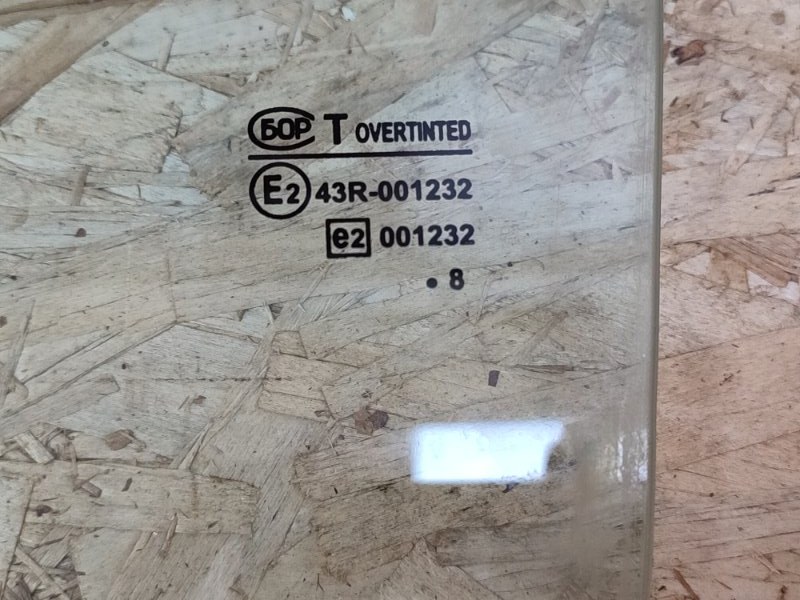 БОР T OVERTINTED
E2 43R-001232
e2 001232
. 8